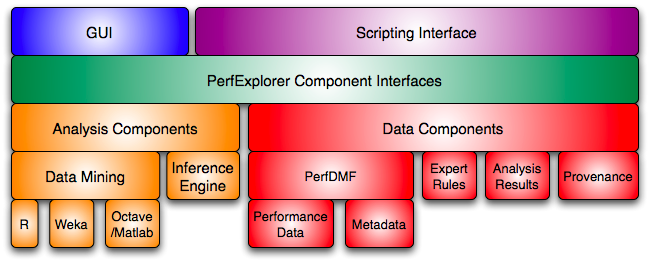 GUI
Scripting Interface
PerfExplorer Component Interfaces
Analysis Components
Data Components
Data Mining
Inference
Engine
PerfDMF
Expert
Rules
Analysis
Results
Provenance
R
Weka
Octave
/Matlab
Performance
Data
Metadata